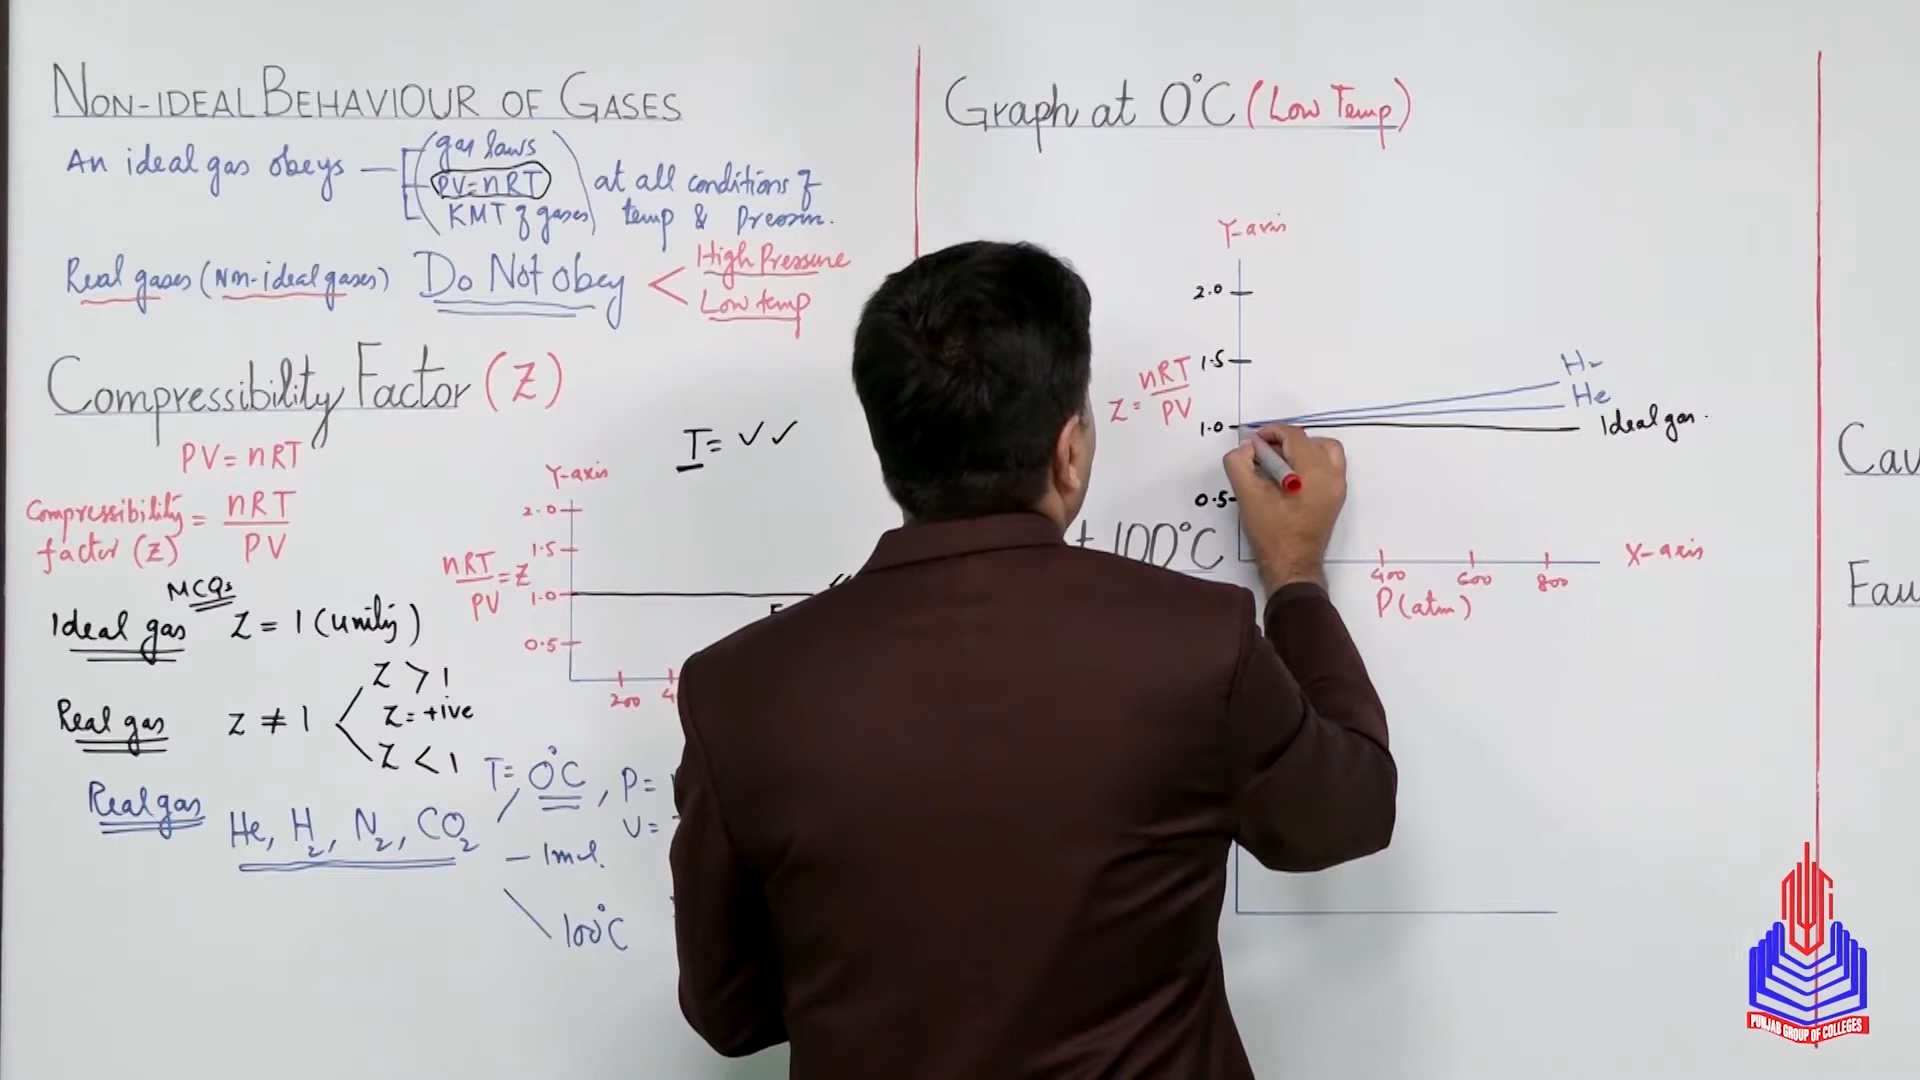 NON-IDEAL BEHAVIOUR OF GASES
An ideal gas obeys — gas laws
PV=nRT
KMT of gases
at all conditions of
temp &
Real gases (Non-ideal gases) Do Not obey < High Pressure
Low temp
Compressibility Factor (Z)
PV = nRT
Compressibility factor (Z) = nRT
PV
MCQs
Ideal gas Z = 1 (unity)
Real gas Z ≠ 1
Z > 1
Z = +ive
Z < 1
Real gas He, H2, N2, CO2
T = 0°C, P =
V =
– 1mol.
100°C
T = ✓✓
Y-axis
2.0
1.5
nRT
PV = Z
1.0
0.5
200
Graph at 0°C (Low Temp)
Y-axis
2.0
1.5
Z = nRT
PV
1.0
0.5
H2
He
Ideal gas.
400 600 800
X-axis
P(atm)
100°C
Cau
Fau
PUNJAB GROUP OF COLLEGES